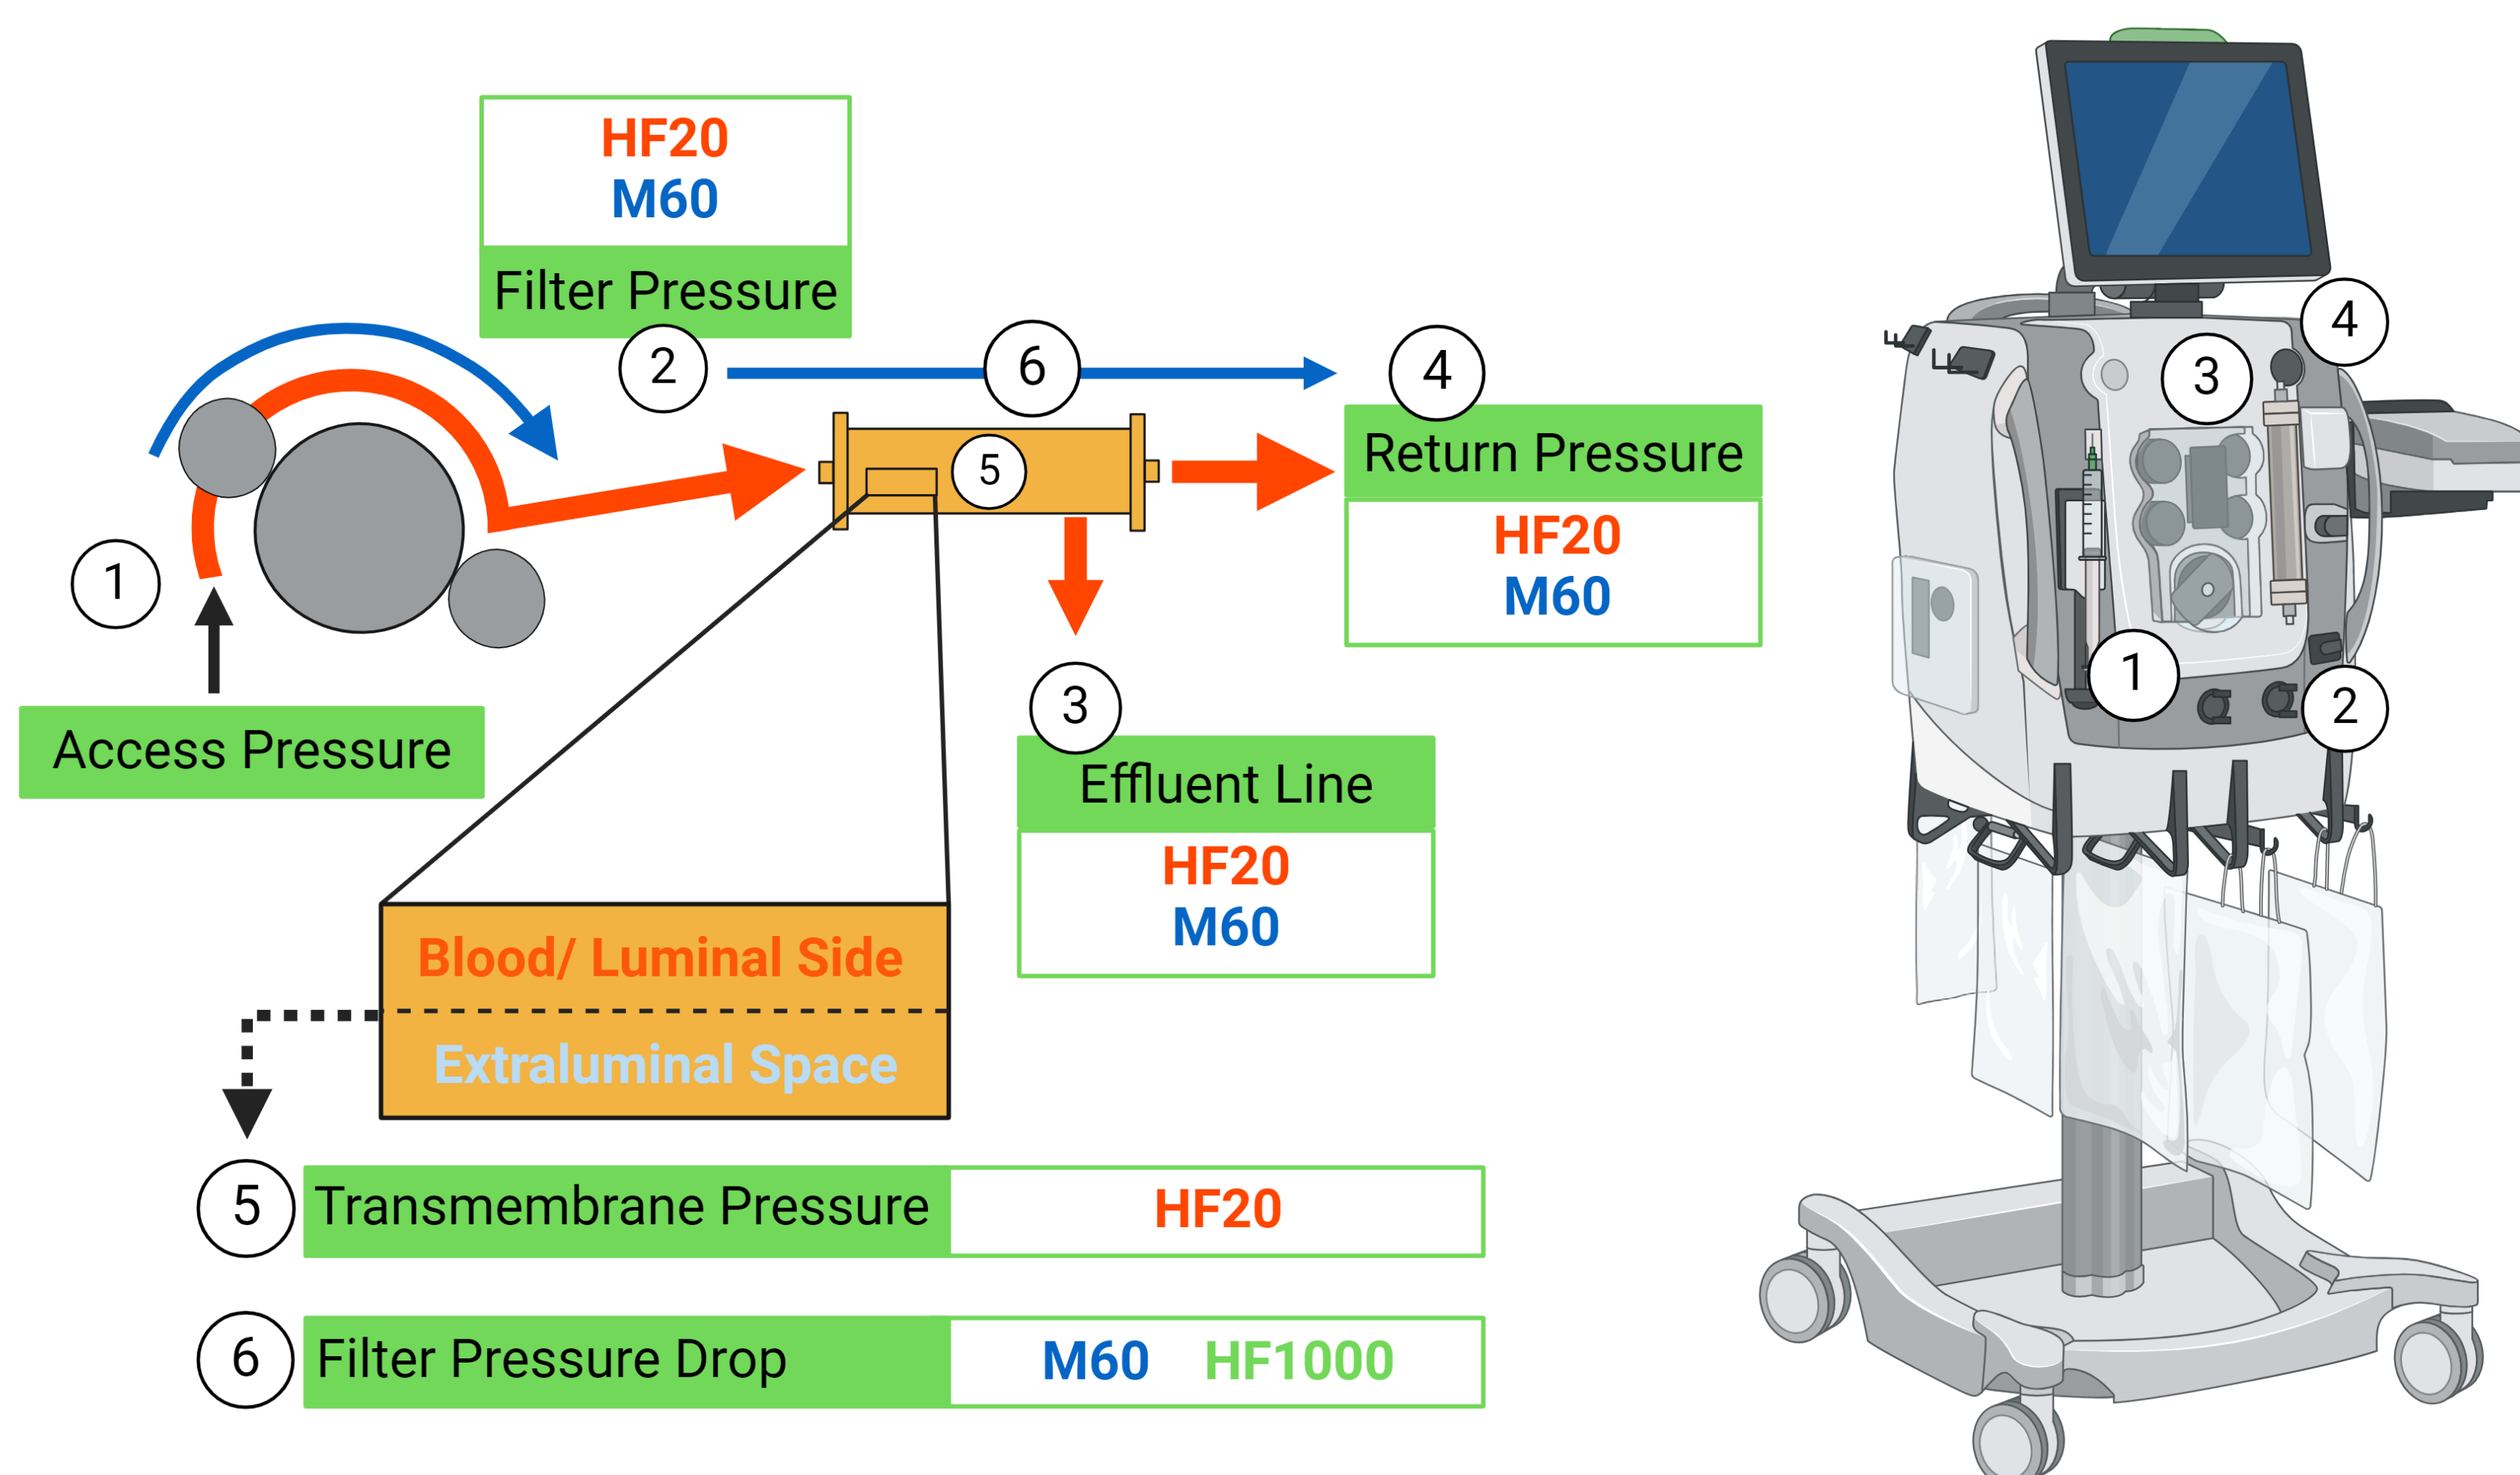 HF20
M60
Filter Pressure
2
6
4
Return Pressure
HF20
M60
5
1
Access Pressure
3
Effluent Line
HF20
M60
Blood/ Luminal Side
Extraluminal Space
5
Transmembrane Pressure
HF20
6
Filter Pressure Drop
M60 HF1000
4
3
1
2